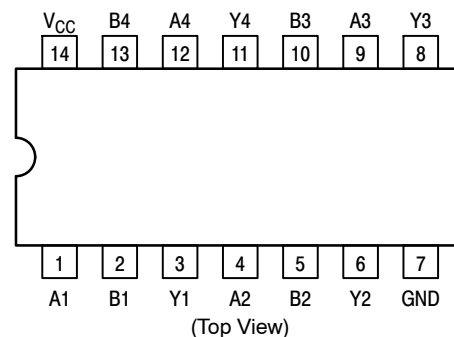 V_CC B4 A4 Y4 B3 A3 Y3
14 13 12 11 10 9 8
1 2 3 4 5 6 7
A1 B1 Y1 A2 B2 Y2 GND
(Top View)